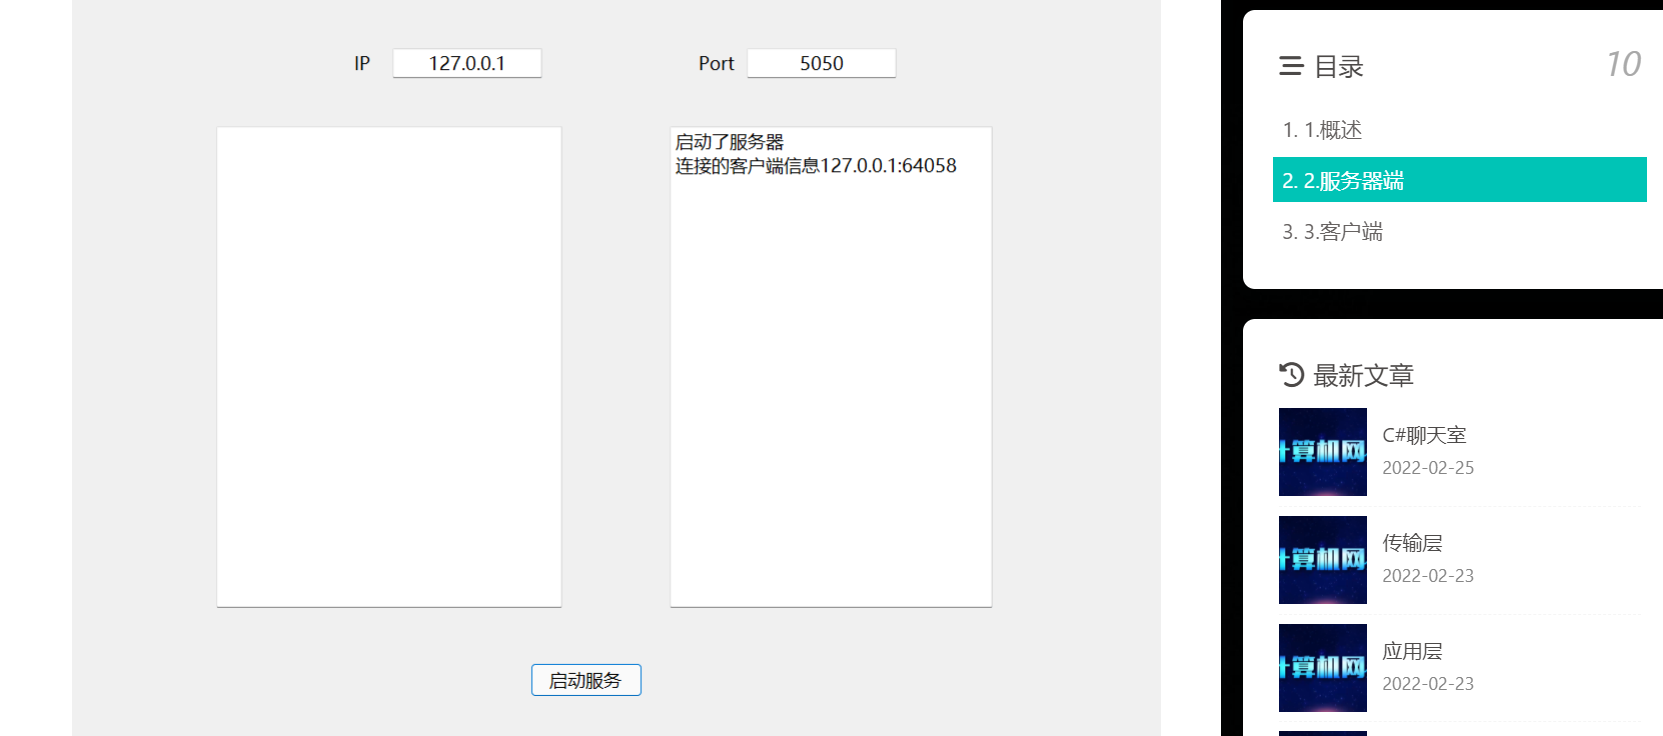 IP
127.0.0.1
Port
5050
启动了服务器
连接的客户端信息127.0.0.1:64058
启动服务
目录
10
1. 1.概述
2. 2.服务器端
3. 3.客户端
最新文章
算机网
C#聊天室
2022-02-25
算机网
传输层
2022-02-23
算机网
应用层
2022-02-23